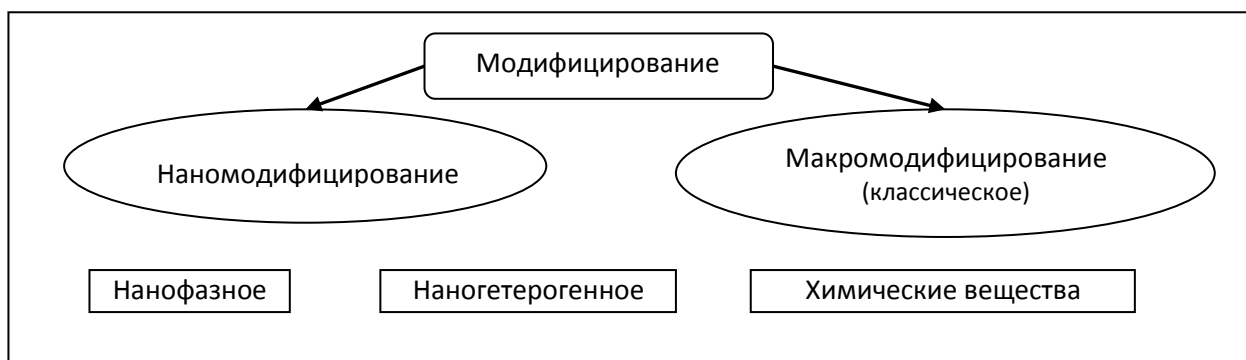 Модифицирование
Наномодифицирование
Макромодифицирование
(классическое)
Нанофазное
Наногетерогенное
Химические вещества